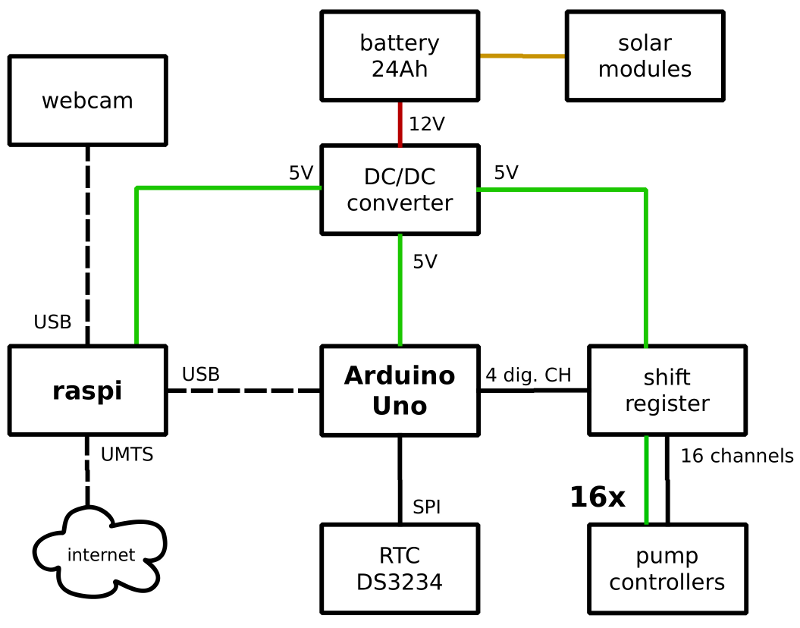 battery
24Ah
solar
modules
webcam
12V
5V
DC/DC
converter
5V
5V
USB
raspi
USB
Arduino
Uno
4 dig. CH
shift
register
UMTS
16 channels
16x
SPI
internet
RTC
DS3234
pump
controllers